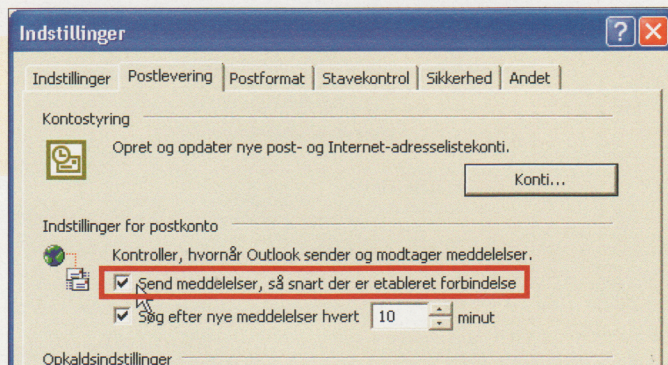 Indstillinger
Indstillinger Postlevering Postformat Stavekontrol Sikkerhed Andet
Kontostyring
Opret og opdater nye post- og Internet-adresselistekonti.
Konti...
Indstillinger for postkonto
Kontroller, hvornår Outlook sender og modtager meddelelser.
Send meddelelser, så snart der er etableret forbindelse
Søg efter nye meddelelser hvert 10 minut
Opkaldsindstillinger